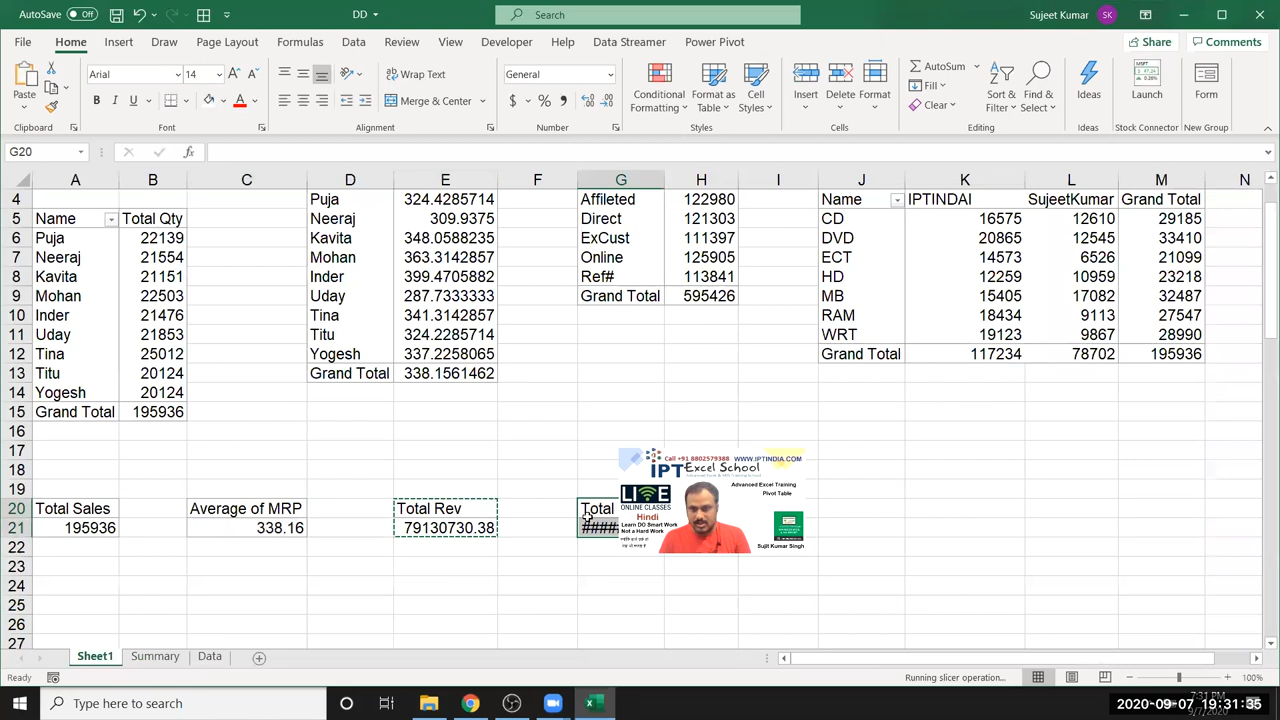 AutoSave Off
DD
Search
Sujeet Kumar SK
File Home Insert Draw Page Layout Formulas Data Review View Developer Help Data Streamer Power Pivot Share Comments
Paste Arial 14 Wrap Text General Conditional Formatting Format as Table Cell Styles Insert Delete Format AutoSum Fill Clear Sort & Filter Find & Select Ideas Launch Form
B I U Merge & Center $ %
Clipboard Font Alignment Number Styles Cells Editing Ideas Stock Connector New Group
G20 fx
A B C D E F G H I J K L M N
4 Puja 324.4285714 Affileted 122980 Name IPTINDAI SujeetKumar Grand Total
5 Name Total Qty Neeraj 309.9375 Direct 121303 CD 16575 12610 29185
6 Puja 22139 Kavita 348.0588235 ExCust 111397 DVD 20865 12545 33410
7 Neeraj 21554 Mohan 363.3142857 Online 125905 ECT 14573 6526 21099
8 Kavita 21151 Inder 399.4705882 Ref# 113841 HD 12259 10959 23218
9 Mohan 22503 Uday 287.7333333 Grand Total 595426 MB 15405 17082 32487
10 Inder 21476 Tina 341.3142857 RAM 18434 9113 27547
11 Uday 21853 Titu 324.2285714 WRT 19123 9867 28990
12 Tina 25012 Yogesh 337.2258065 Grand Total 117234 78702 195936
13 Titu 20124 Grand Total 338.1561462
14 Yogesh 20124
15 Grand Total 195936
16
17
18
19
20 Total Sales Average of MRP Total Rev Total
21 195936 338.16 79130730.38 ####
22
23
24
25
26
27
Call +91 8802579388 WWW.IPTINDIA.COM
IPT Excel School
LIVE
ONLINE CLASSES
Hindi
Learn DO Smart Work
Not a Hard Work
Advanced Excel Training
Pivot Table
Sujit Kumar Singh
Sheet1 Summary Data
Ready Running slicer operation... 100%
Type here to search
7:31 PM
9/7/2020
2020-09-07 19:31:35